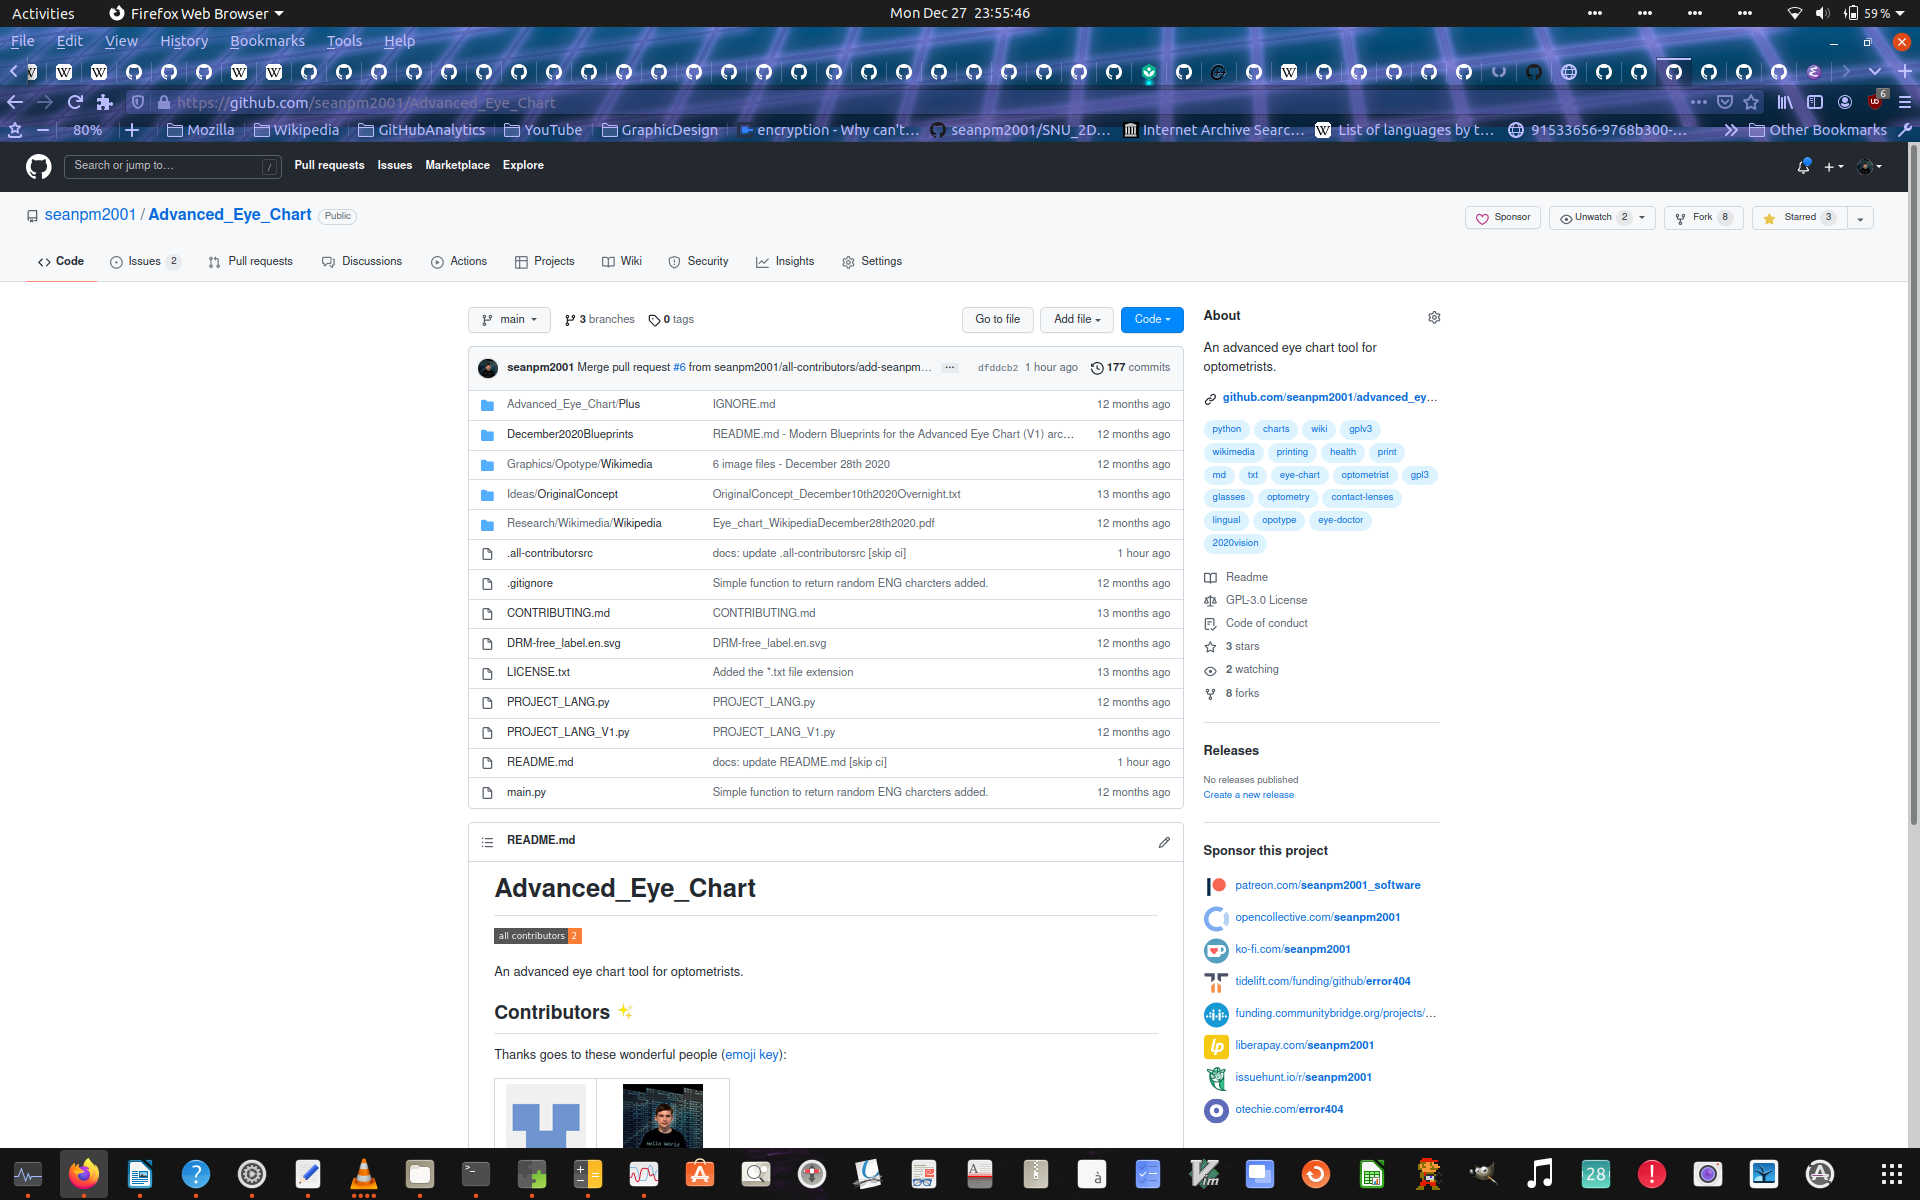 Activities Firefox Web Browser Mon Dec 27 23:55:46 59 %
File Edit View History Bookmarks Tools Help
https://github.com/seanpm2001/Advanced_Eye_Chart 6
80% Mozilla Wikipedia GitHubAnalytics YouTube GraphicDesign encryption - Why can't... seanpm2001/SNU_2D... Internet Archive Searc... List of languages by t... 91533656-9768b300-... Other Bookmarks
Search or jump to... / Pull requests Issues Marketplace Explore
seanpm2001 / Advanced_Eye_Chart Public Sponsor Unwatch 2 Fork 8 Starred 3
Code Issues 2 Pull requests Discussions Actions Projects Wiki Security Insights Settings
main 3 branches 0 tags Go to file Add file Code
seanpm2001 Merge pull request #6 from seanpm2001/all-contributors/add-seanpm... dfddcb2 1 hour ago 177 commits
Advanced_Eye_Chart/Plus IGNORE.md 12 months ago
December2020Blueprints README.md - Modern Blueprints for the Advanced Eye Chart (V1) arc... 12 months ago
Graphics/Opotype/Wikimedia 6 image files - December 28th 2020 12 months ago
Ideas/OriginalConcept OriginalConcept_December10th2020Overnight.txt 13 months ago
Research/Wikimedia/Wikipedia Eye_chart_WikipediaDecember28th2020.pdf 12 months ago
.all-contributorsrc docs: update .all-contributorsrc [skip ci] 1 hour ago
.gitignore Simple function to return random ENG charcters added. 12 months ago
CONTRIBUTING.md CONTRIBUTING.md 13 months ago
DRM-free_label.en.svg DRM-free_label.en.svg 12 months ago
LICENSE.txt Added the *.txt file extension 13 months ago
PROJECT_LANG.py PROJECT_LANG.py 12 months ago
PROJECT_LANG_V1.py PROJECT_LANG_V1.py 12 months ago
README.md docs: update README.md [skip ci] 1 hour ago
main.py Simple function to return random ENG charcters added. 12 months ago
README.md
Advanced_Eye_Chart
all contributors 2
An advanced eye chart tool for optometrists.
Contributors
Thanks goes to these wonderful people (emoji key):
Hello World
About
An advanced eye chart tool for
optometrists.
github.com/seanpm2001/advanced_ey...
python charts wiki gplv3
wikimedia printing health print
md txt eye-chart optometrist gpl3
glasses optometry contact-lenses
lingual opotype eye-doctor
2020vision
Readme
GPL-3.0 License
Code of conduct
3 stars
2 watching
8 forks
Releases
No releases published
Create a new release
Sponsor this project
patreon.com/seanpm2001_software
opencollective.com/seanpm2001
ko-fi.com/seanpm2001
tidelift.com/funding/github/error404
funding.communitybridge.org/projects/...
liberapay.com/seanpm2001
issuehunt.io/r/seanpm2001
otechie.com/error404
28